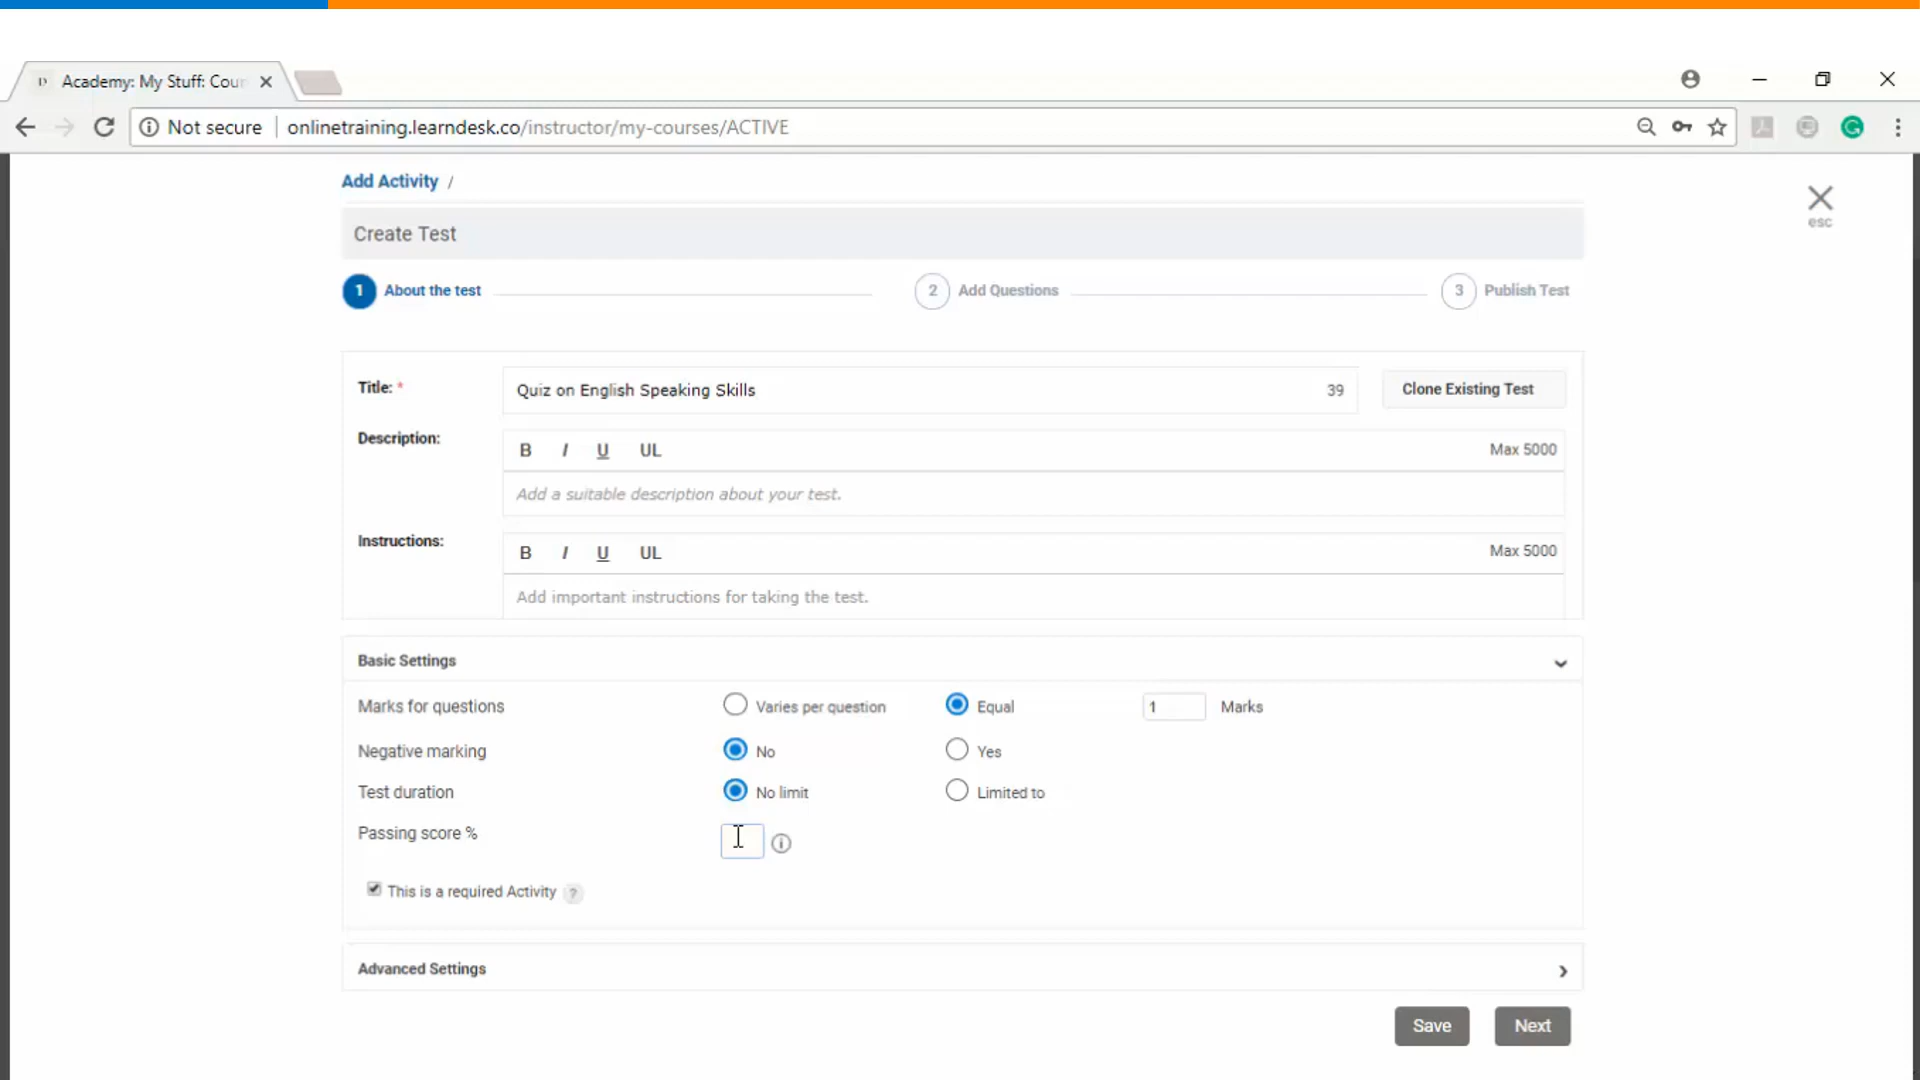 D Academy: My Stuff: Cour
Not secure onlinetraining.learndesk.co/instructor/my-courses/ACTIVE
Add Activity /
esc
Create Test
1 About the test 2 Add Questions 3 Publish Test
Title: * Quiz on English Speaking Skills 39 Clone Existing Test
Description: B I U UL Max 5000
Add a suitable description about your test.
Instructions: B I U UL Max 5000
Add important instructions for taking the test.
Basic Settings
Marks for questions Varies per question Equal 1 Marks
Negative marking No Yes
Test duration No limit Limited to
Passing score % i
This is a required Activity ?
Advanced Settings
Save Next